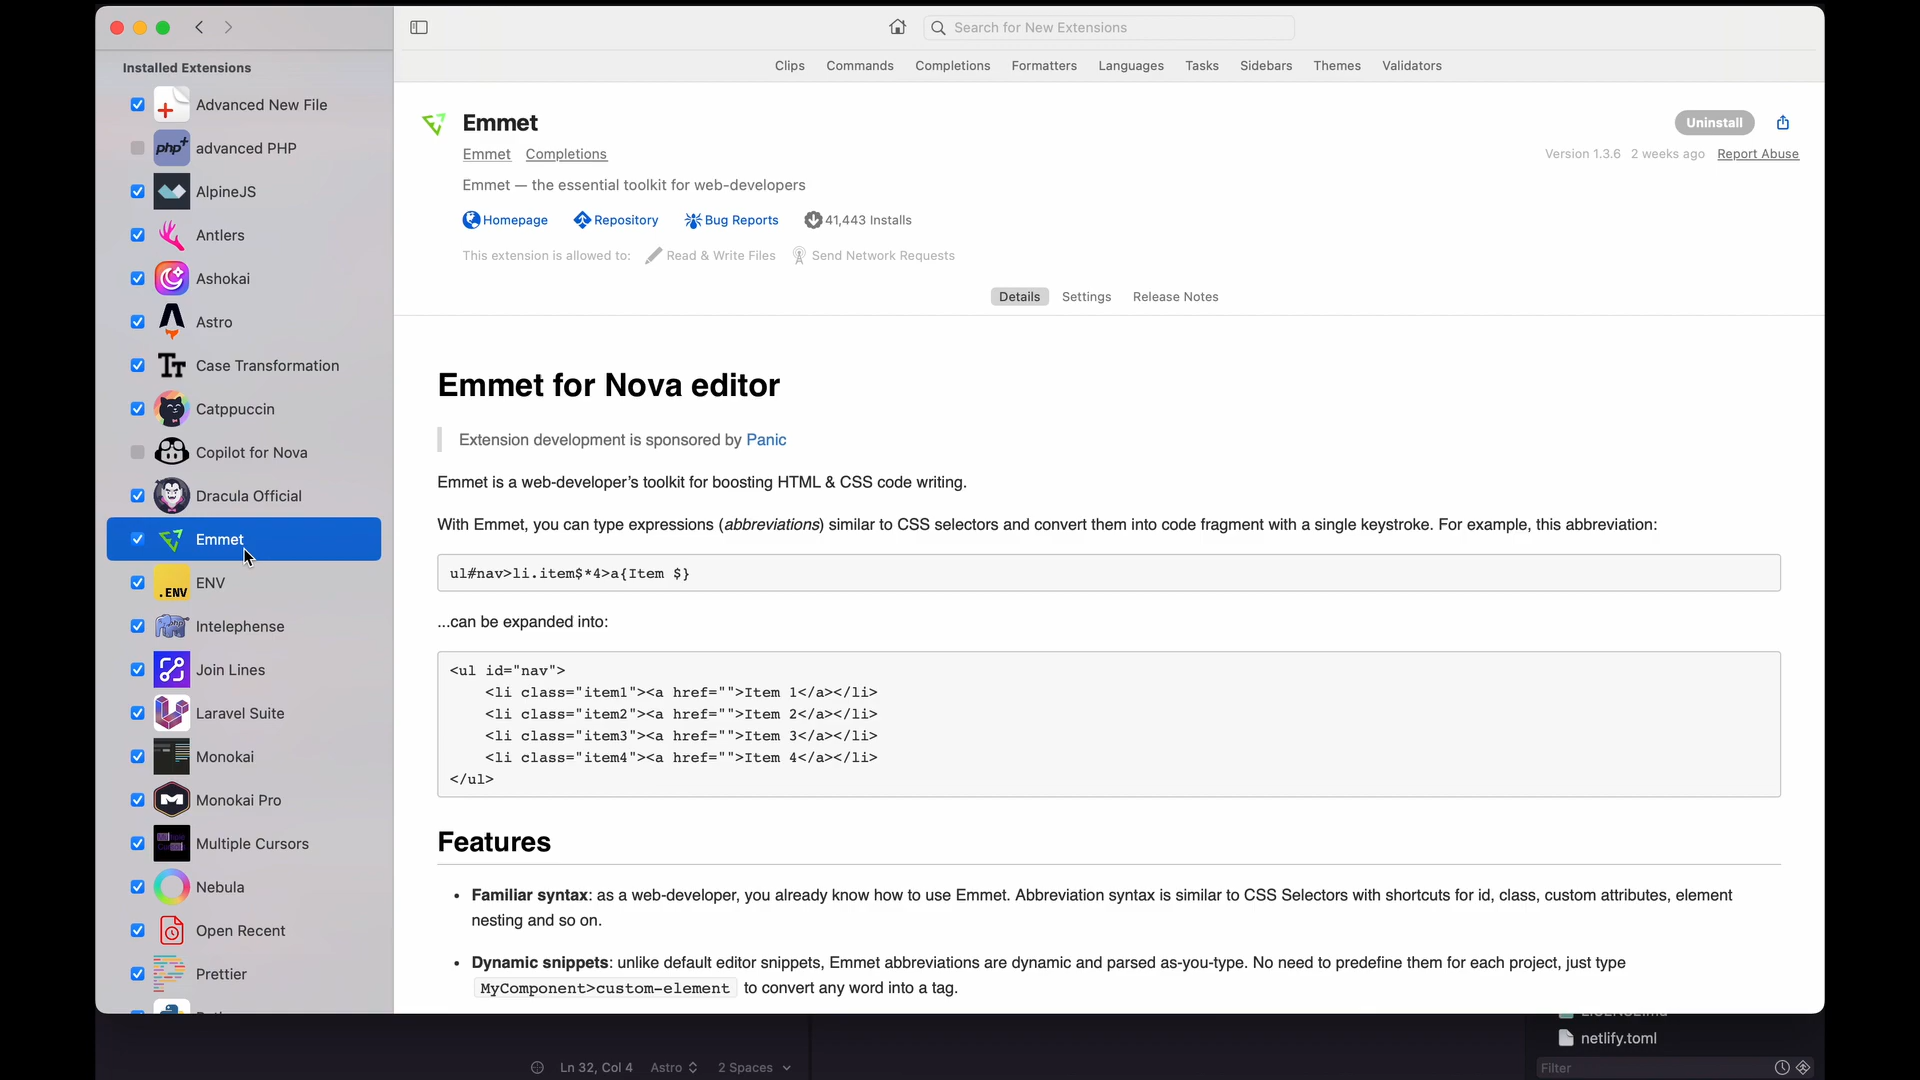 Search for New Extensions
Clips Commands Completions Formatters Languages Tasks Sidebars Themes Validators
Installed Extensions
Advanced New File
php+ advanced PHP
AlpineJS
Antlers
Ashokai
Astro
TT Case Transformation
Catppuccin
Copilot for Nova
Dracula Official
Emmet
.ENV ENV
php Intelephense
Join Lines
Laravel Suite
Monokai
Monokai Pro
Multiple Cursors
Nebula
Open Recent
Prettier
Emmet
Uninstall
Emmet Completions
Version 1.3.6 2 weeks ago Report Abuse
Emmet — the essential toolkit for web-developers
Homepage Repository Bug Reports 41,443 Installs
This extension is allowed to: Read & Write Files Send Network Requests
Details Settings Release Notes
Emmet for Nova editor
Extension development is sponsored by Panic
Emmet is a web-developer’s toolkit for boosting HTML & CSS code writing.
With Emmet, you can type expressions (abbreviations) similar to CSS selectors and convert them into code fragment with a single keystroke. For example, this abbreviation:
ul#nav>li.item$*4>a{Item $}
...can be expanded into:
<ul id="nav">
    <li class="item1"><a href="">Item 1</a></li>
    <li class="item2"><a href="">Item 2</a></li>
    <li class="item3"><a href="">Item 3</a></li>
    <li class="item4"><a href="">Item 4</a></li>
</ul>
Features
• Familiar syntax: as a web-developer, you already know how to use Emmet. Abbreviation syntax is similar to CSS Selectors with shortcuts for id, class, custom attributes, element
nesting and so on.
• Dynamic snippets: unlike default editor snippets, Emmet abbreviations are dynamic and parsed as-you-type. No need to predefine them for each project, just type
MyComponent>custom-element to convert any word into a tag.
netlify.toml
Ln 32, Col 4 Astro 2 Spaces
Filter